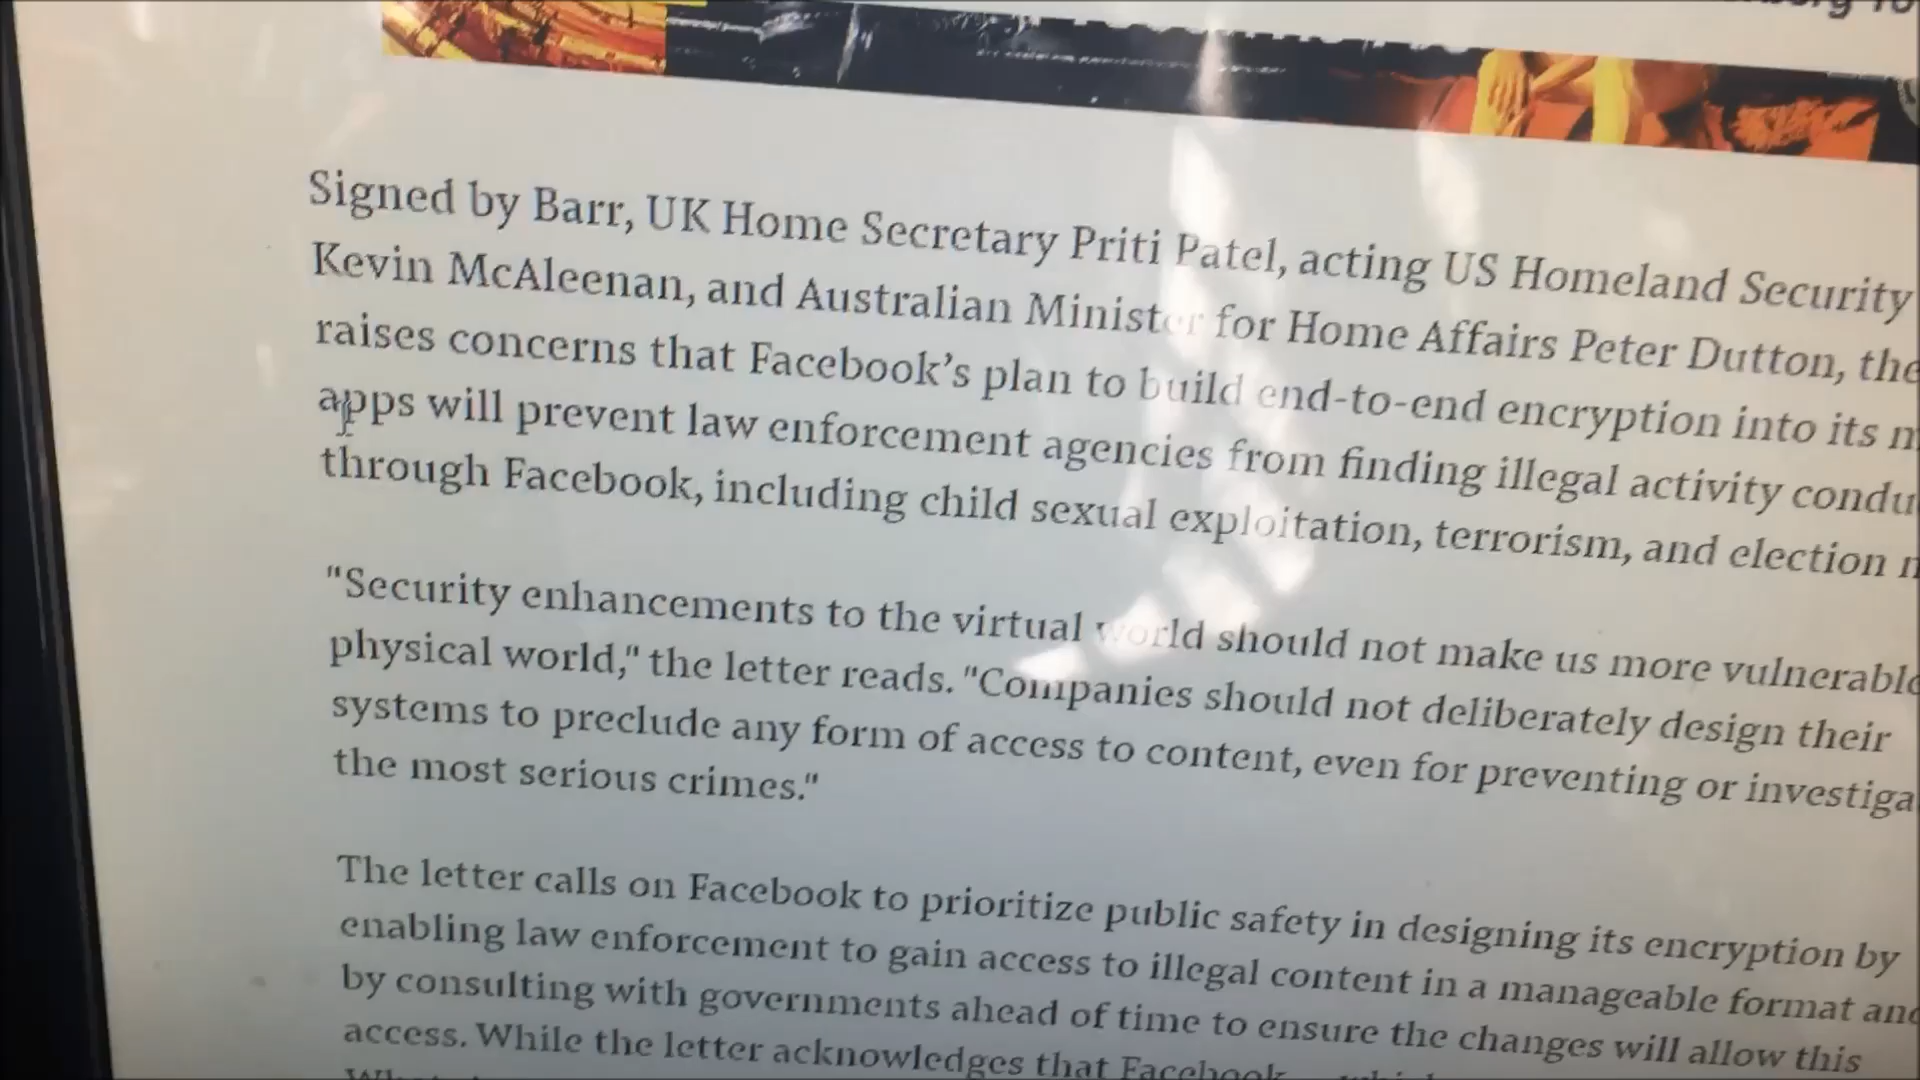 Signed by Barr, UK Home Secretary Priti Patel, acting US Homeland Security
Kevin McAleenan, and Australian Minister for Home Affairs Peter Dutton, the
raises concerns that Facebook's plan to build end-to-end encryption into its
apps will prevent law enforcement agencies from finding illegal activity
through Facebook, including child sexual exploitation, terrorism, and election
"Security enhancements to the virtual world should not make us more vulnerable
physical world," the letter reads. "Companies should not deliberately design their
systems to preclude any form of access to content, even for preventing or
the most serious crimes."
The letter calls on Facebook to prioritize public safety in designing its encryption by
enabling law enforcement to gain access to illegal content in a manageable format and
by consulting with governments ahead of time to ensure the changes will allow this
access. While the letter acknowledges that Facebook